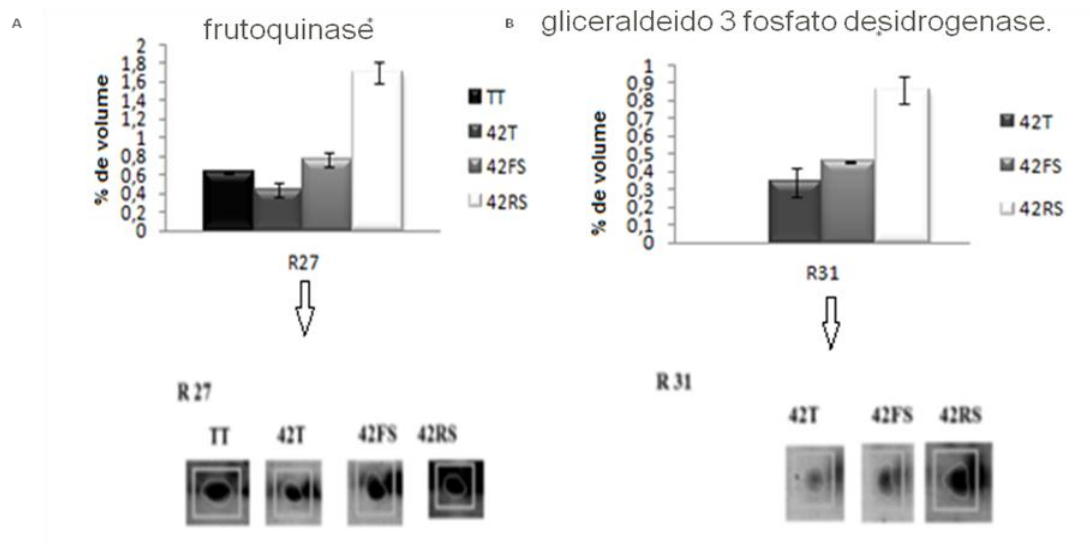 A
frutoquinase*
% de volume
2
1,8
1,6
1,4
1,2
1
0,8
0,6
0,4
0,2
0
TT
42T
42FS
42RS
R27
R 27
TT 42T 42FS 42RS
B
gliceraldeido 3 fosfato desidrogenase.
*
% de volume
1
0,9
0,8
0,7
0,6
0,5
0,4
0,3
0,2
0,1
0
42T
42FS
42RS
R31
R 31
42T 42FS 42RS